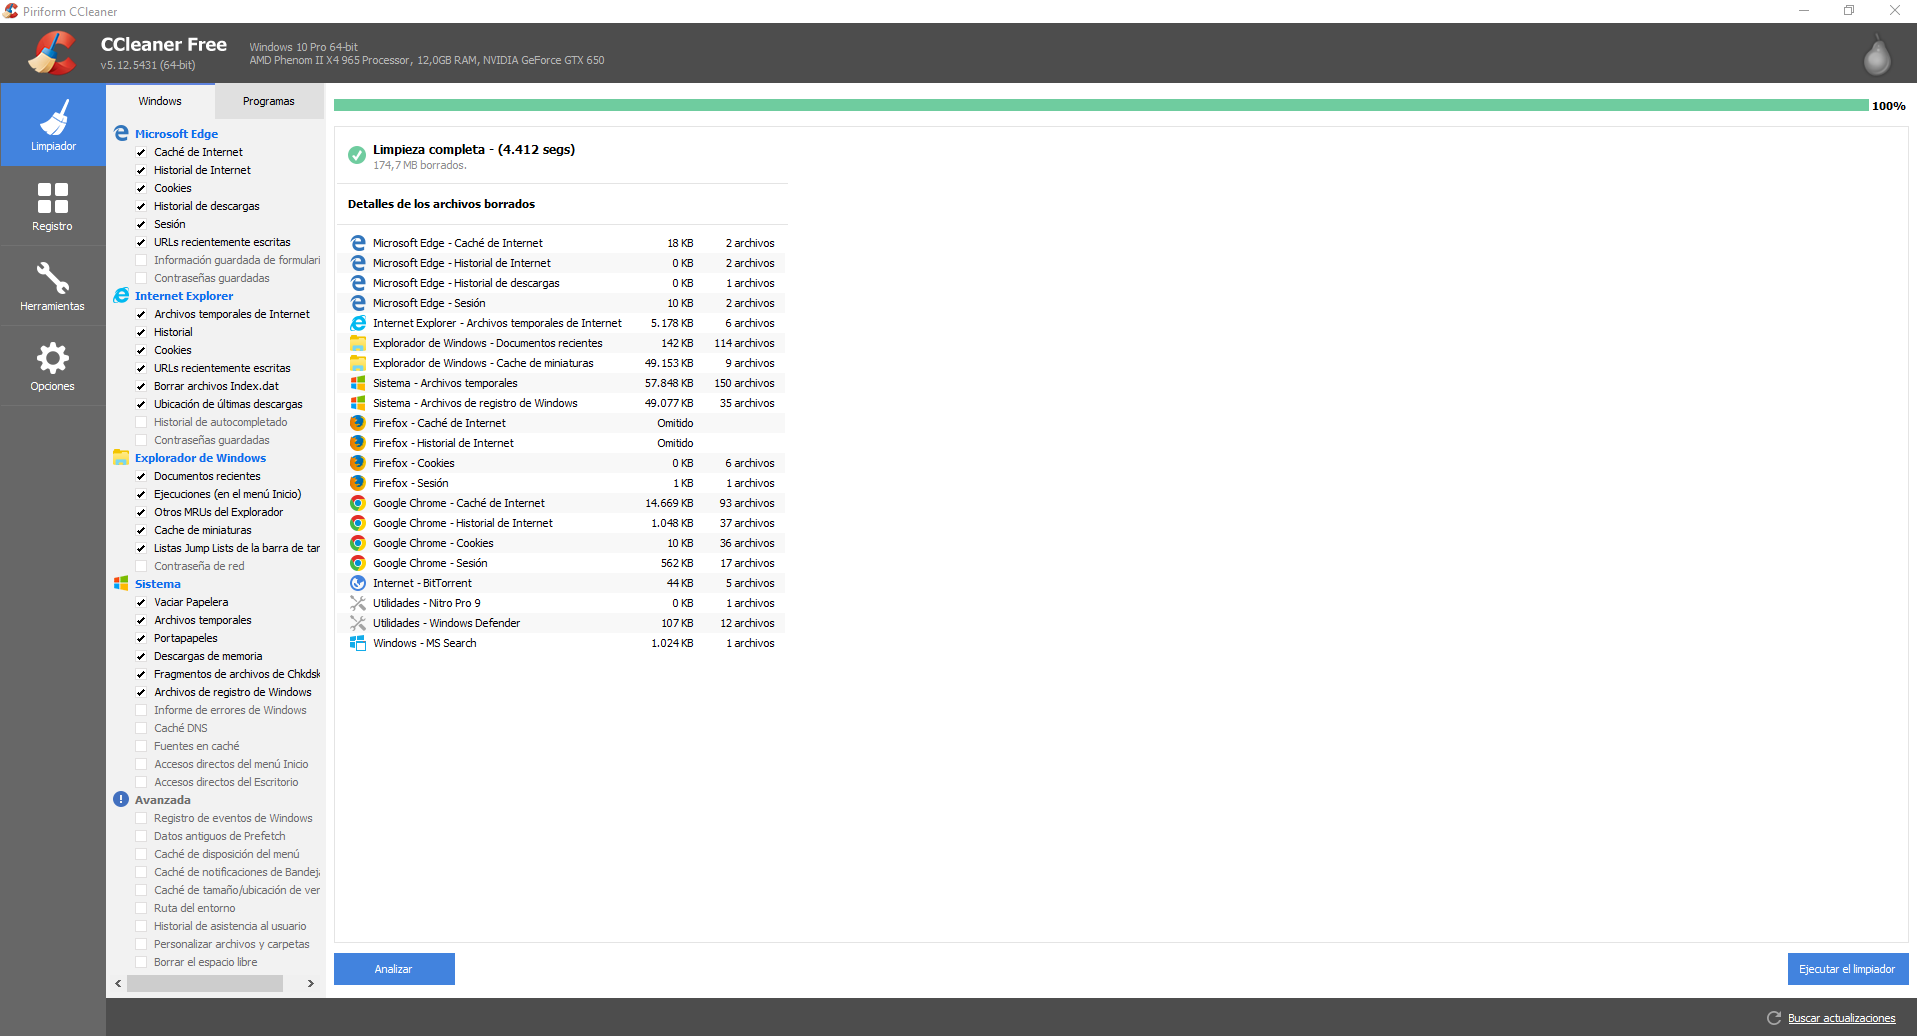 Piriform CCleaner
CCleaner Free
v5.12.5431 (64-bit)
Windows 10 Pro 64-bit
AMD Phenom II X4 965 Processor, 12,0GB RAM, NVIDIA GeForce GTX 650
Limpiador
Registro
Herramientas
Opciones
Windows
Programas
Microsoft Edge
Caché de Internet
Historial de Internet
Cookies
Historial de descargas
Sesión
URLs recientemente escritas
Información guardada de formulari
Contraseñas guardadas
Internet Explorer
Archivos temporales de Internet
Historial
Cookies
URLs recientemente escritas
Borrar archivos Index.dat
Ubicación de últimas descargas
Historial de autocompletado
Contraseñas guardadas
Explorador de Windows
Documentos recientes
Ejecuciones (en el menú Inicio)
Otros MRUs del Explorador
Cache de miniaturas
Listas Jump Lists de la barra de tar
Contraseña de red
Sistema
Vaciar Papelera
Archivos temporales
Portapapeles
Descargas de memoria
Fragmentos de archivos de Chkdsk
Archivos de registro de Windows
Informe de errores de Windows
Caché DNS
Fuentes en caché
Accesos directos del menú Inicio
Accesos directos del Escritorio
Avanzada
Registro de eventos de Windows
Datos antiguos de Prefetch
Caché de disposición del menú
Caché de notificaciones de Bandeja
Caché de tamaño/ubicación de ver
Ruta del entorno
Historial de asistencia al usuario
Personalizar archivos y carpetas
Borrar el espacio libre
100%
Limpieza completa - (4.412 segs)
174,7 MB borrados.
Detalles de los archivos borrados
Microsoft Edge - Caché de Internet 18 KB 2 archivos
Microsoft Edge - Historial de Internet 0 KB 2 archivos
Microsoft Edge - Historial de descargas 0 KB 1 archivos
Microsoft Edge - Sesión 10 KB 2 archivos
Internet Explorer - Archivos temporales de Internet 5.178 KB 6 archivos
Explorador de Windows - Documentos recientes 142 KB 114 archivos
Explorador de Windows - Cache de miniaturas 49.153 KB 9 archivos
Sistema - Archivos temporales 57.848 KB 150 archivos
Sistema - Archivos de registro de Windows 49.077 KB 35 archivos
Firefox - Caché de Internet Omitido
Firefox - Historial de Internet Omitido
Firefox - Cookies 0 KB 6 archivos
Firefox - Sesión 1 KB 1 archivos
Google Chrome - Caché de Internet 14.669 KB 93 archivos
Google Chrome - Historial de Internet 1.048 KB 37 archivos
Google Chrome - Cookies 10 KB 36 archivos
Google Chrome - Sesión 562 KB 17 archivos
Internet - BitTorrent 44 KB 5 archivos
Utilidades - Nitro Pro 9 0 KB 1 archivos
Utilidades - Windows Defender 107 KB 12 archivos
Windows - MS Search 1.024 KB 1 archivos
Analizar
Ejecutar el limpiador
Buscar actualizaciones